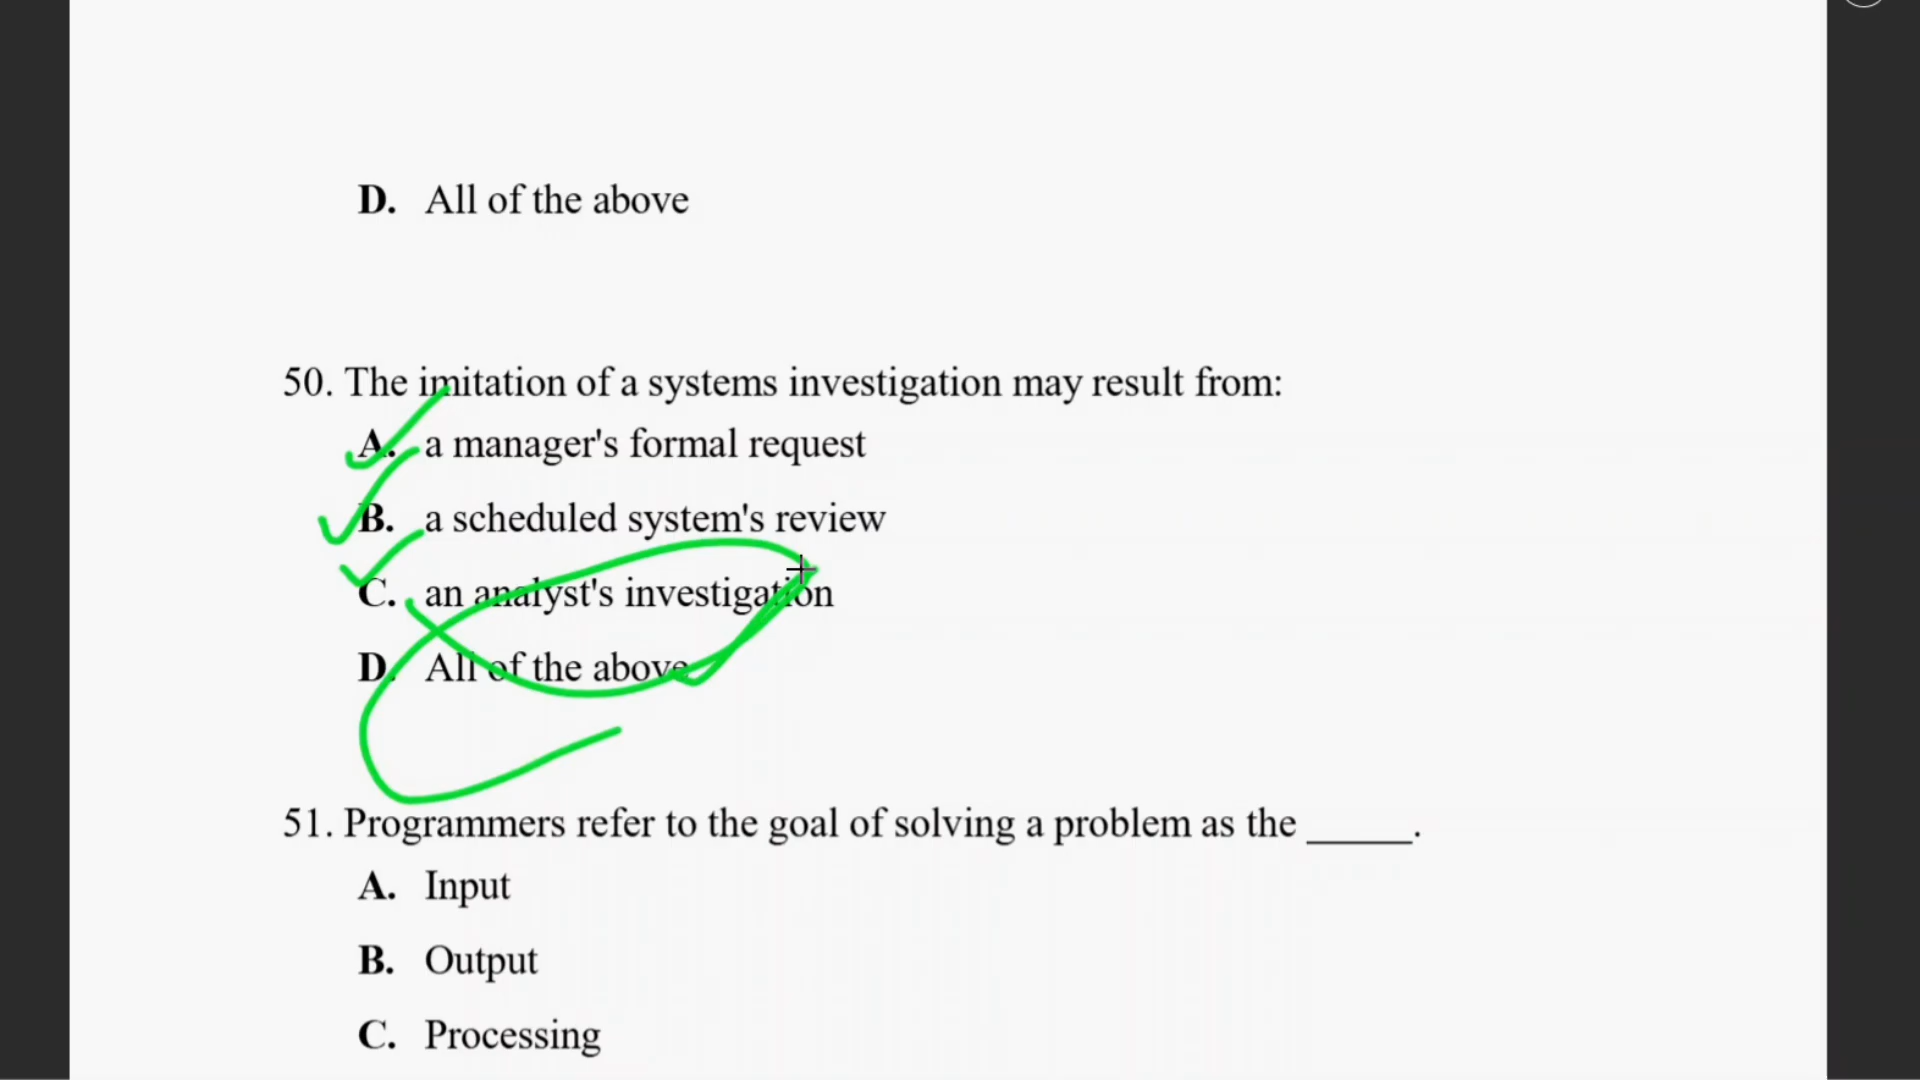 D. All of the above
50. The imitation of a systems investigation may result from:
A. a manager's formal request
B. a scheduled system's review
C. an analyst's investigation
D. All of the above
51. Programmers refer to the goal of solving a problem as the _____.
A. Input
B. Output
C. Processing